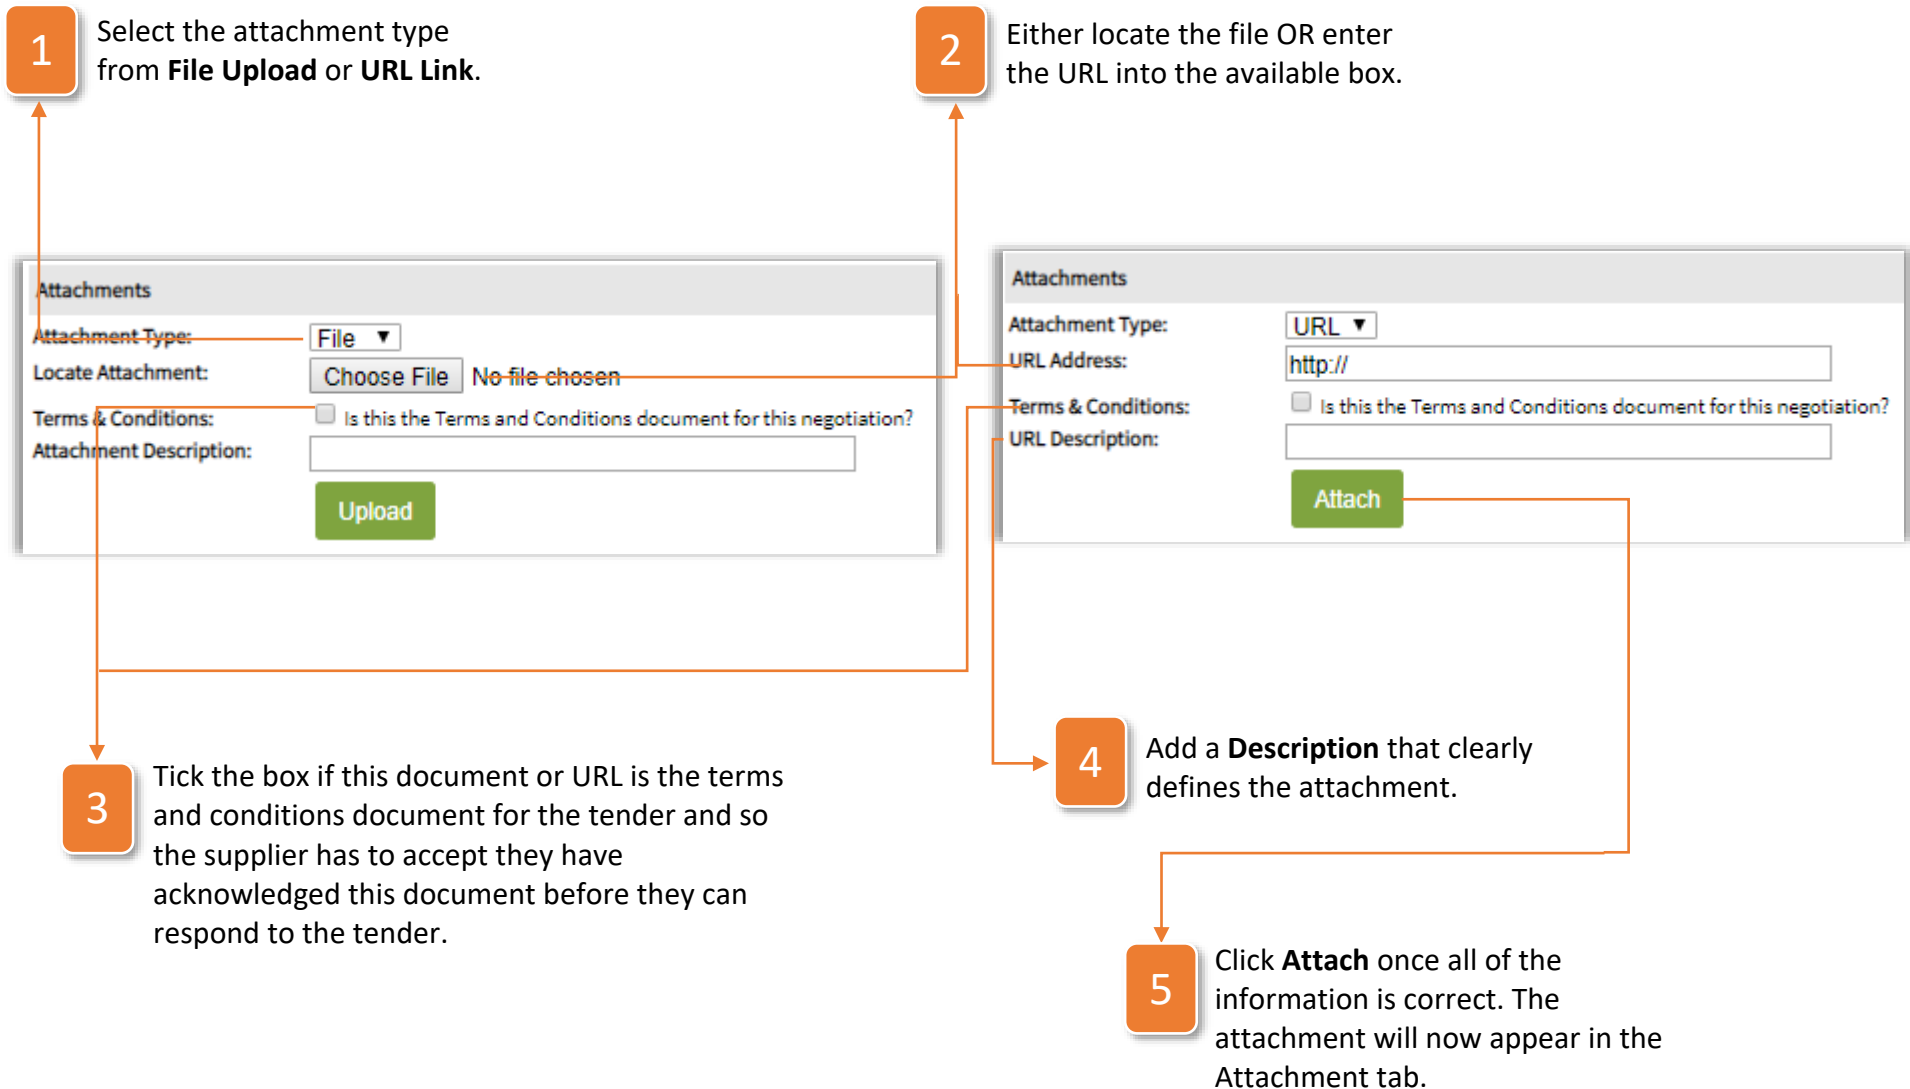 1
Select the attachment type
from File Upload or URL Link.
2
Either locate the file OR enter
the URL into the available box.
Attachments
Attachment Type: File ▼
Locate Attachment: Choose File No file chosen
Terms & Conditions: Is this the Terms and Conditions document for this negotiation?
Attachment Description:
Upload
Attachments
Attachment Type: URL ▼
URL Address: http://
Terms & Conditions: Is this the Terms and Conditions document for this negotiation?
URL Description:
Attach
3
Tick the box if this document or URL is the terms
and conditions document for the tender and so
the supplier has to accept they have
acknowledged this document before they can
respond to the tender.
4
Add a Description that clearly
defines the attachment.
5
Click Attach once all of the
information is correct. The
attachment will now appear in the
Attachment tab.